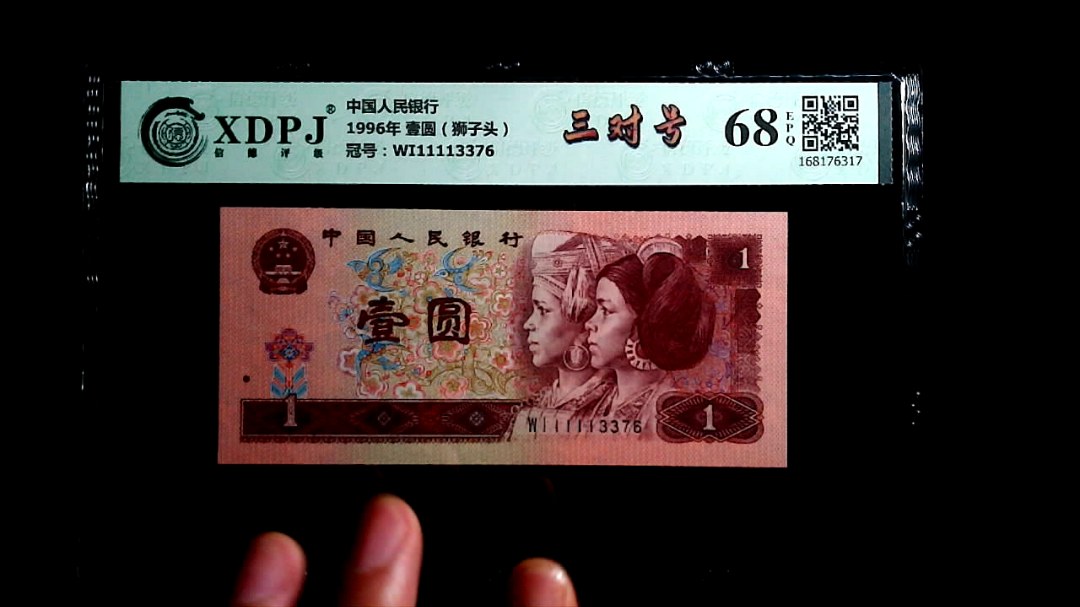 XDPJ®
信德评级
中国人民银行
1996年 壹圆（狮子头）
冠号：WI11113376
三对号
68
EPQ
168176317
中国人民银行
1
壹圆
1
WI11113376
1